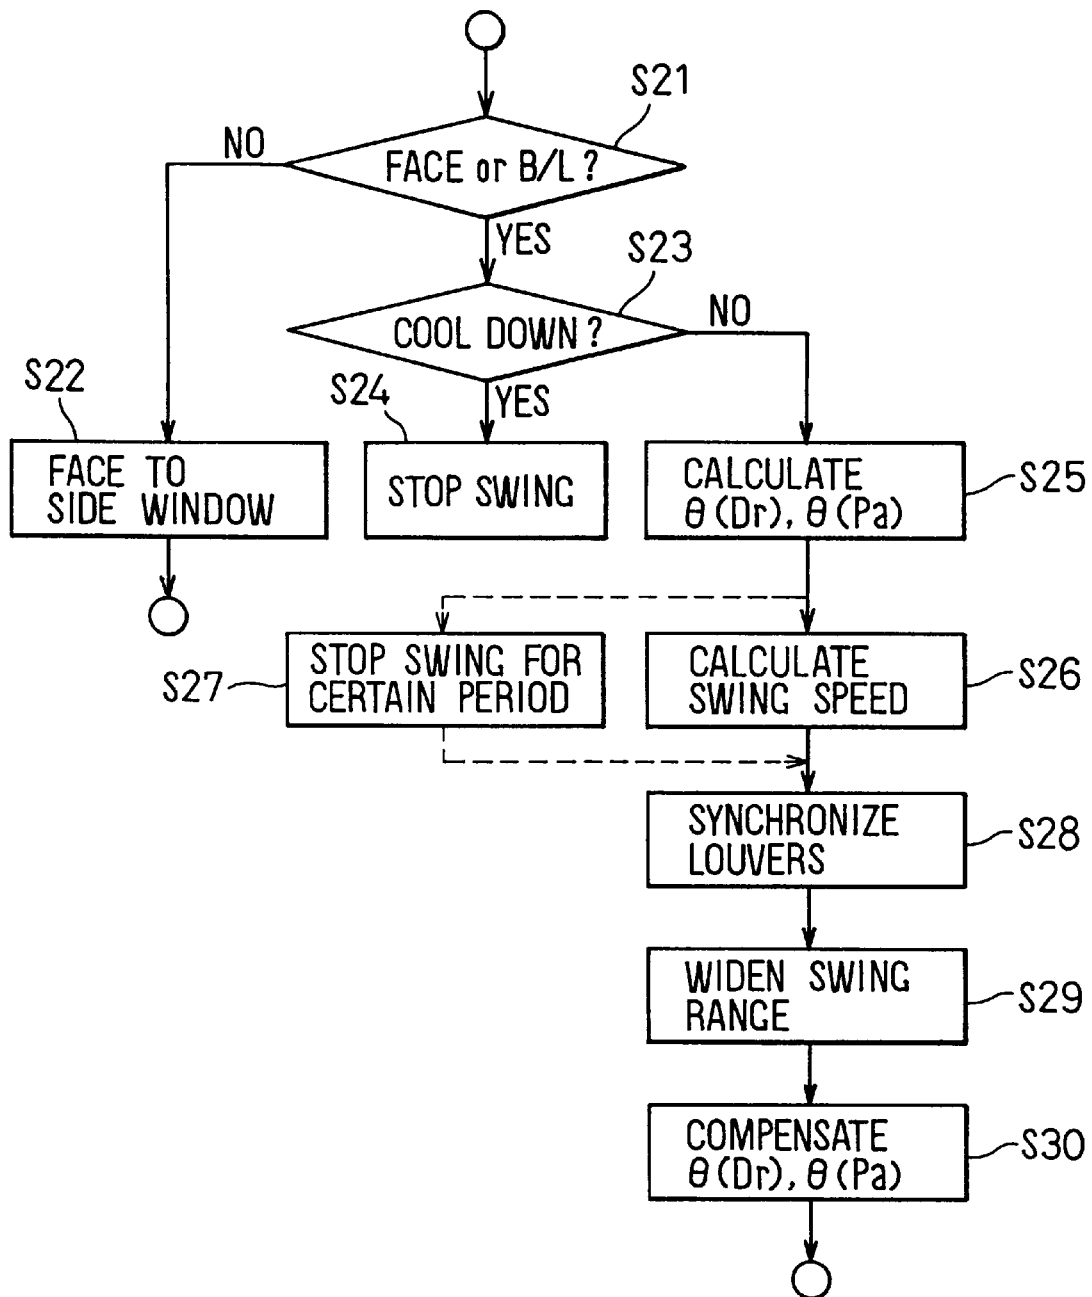 S21
NO
FACE or B/L?
YES
S23
COOL DOWN?
NO
S22
S24
YES
FACE TO
SIDE WINDOW
STOP SWING
CALCULATE
θ(Dr), θ(Pa)
S25
S27
STOP SWING FOR
CERTAIN PERIOD
CALCULATE
SWING SPEED
S26
SYNCHRONIZE
LOUVERS
S28
WIDEN SWING
RANGE
S29
COMPENSATE
θ(Dr), θ(Pa)
S30